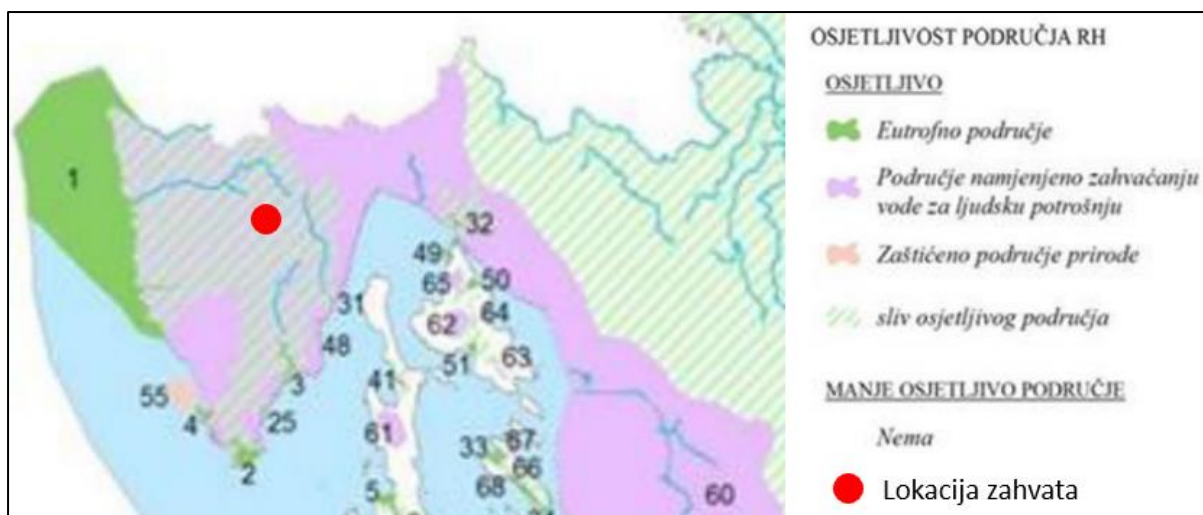 OSJETLJIVOST PODRUČJA RH
OSJETLJIVO
Eutrofno područje
Područje namjenjeno zahvaćanju
vode za ljudsku potrošnju
Zaštićeno područje prirode
sliv osjetljivog područja
MANJE OSJETLJIVO PODRUČJE
Nema
Lokacija zahvata
1
32
49
50
65
31
64
62
48
51
63
3
41
55
4
25
61
2
33
67
66
68
5
60